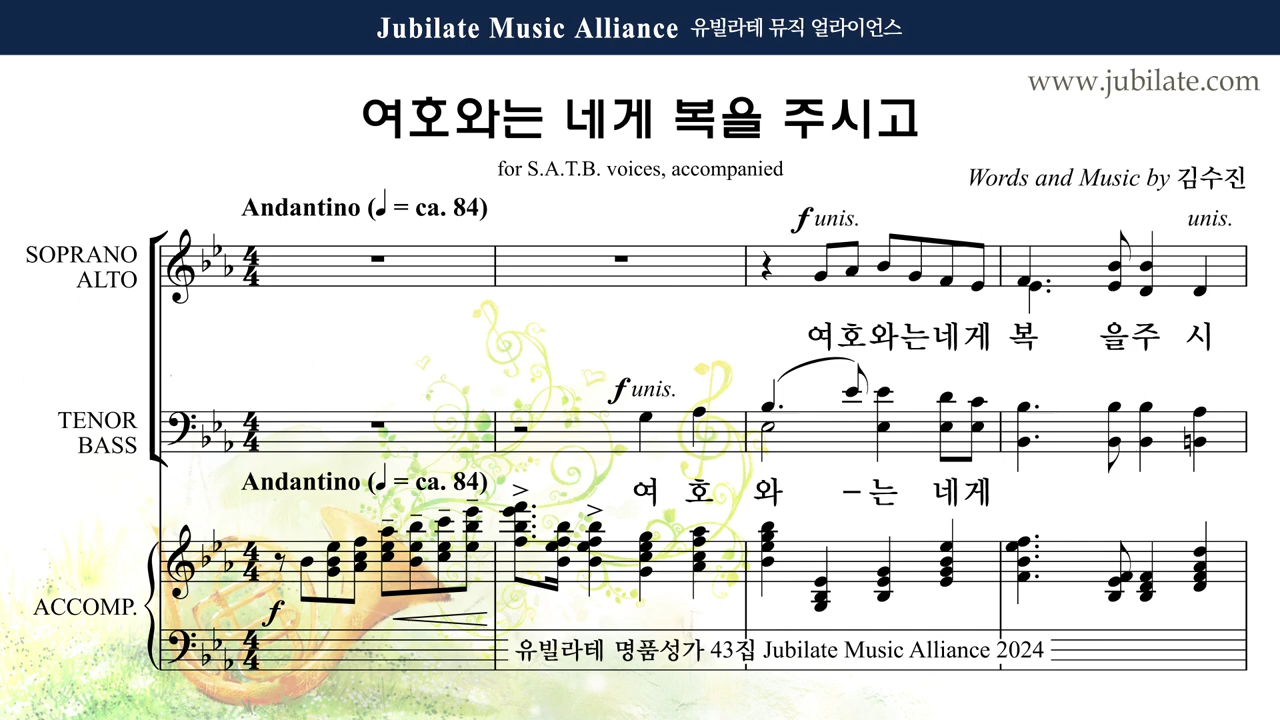 Jubilate Music Alliance 유빌라테 뮤직 얼라이언스
www.jubilate.com
여호와는 네게 복을 주시고
for S.A.T.B. voices, accompanied
Words and Music by 김수진
Andantino (♩ = ca. 84)
f unis. unis.
SOPRANO
ALTO
여호와는네게 복 을주 시
f unis.
TENOR
BASS
Andantino (♩ = ca. 84)
여 호 와 –는 네게
ACCOMP.
f
유빌라테 명품성가 43집 Jubilate Music Alliance 2024